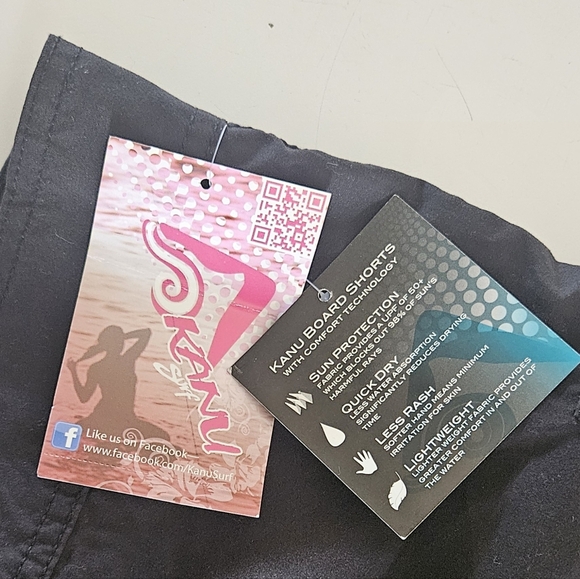 KANU
Surf
Like us on Facebook
www.facebook.com/KanuSurf
KANU BOARD SHORTS
WITH COMFORT TECHNOLOGY
SUN PROTECTION
FABRIC PROVIDES A UPF OF 50+
WHICH BLOCKS OUT 98% OF SUN'S
HARMFUL RAYS
QUICK DRY
LESS WATER ABSORPTION
SIGNIFICANTLY REDUCES DRYING
TIME
LESS RASH
SOFTER HAND MEANS MINIMUM
IRRITATION FOR SKIN
LIGHTWEIGHT
LIGHTER WEIGHT FABRIC PROVIDES
GREATER COMFORT IN AND OUT OF
THE WATER